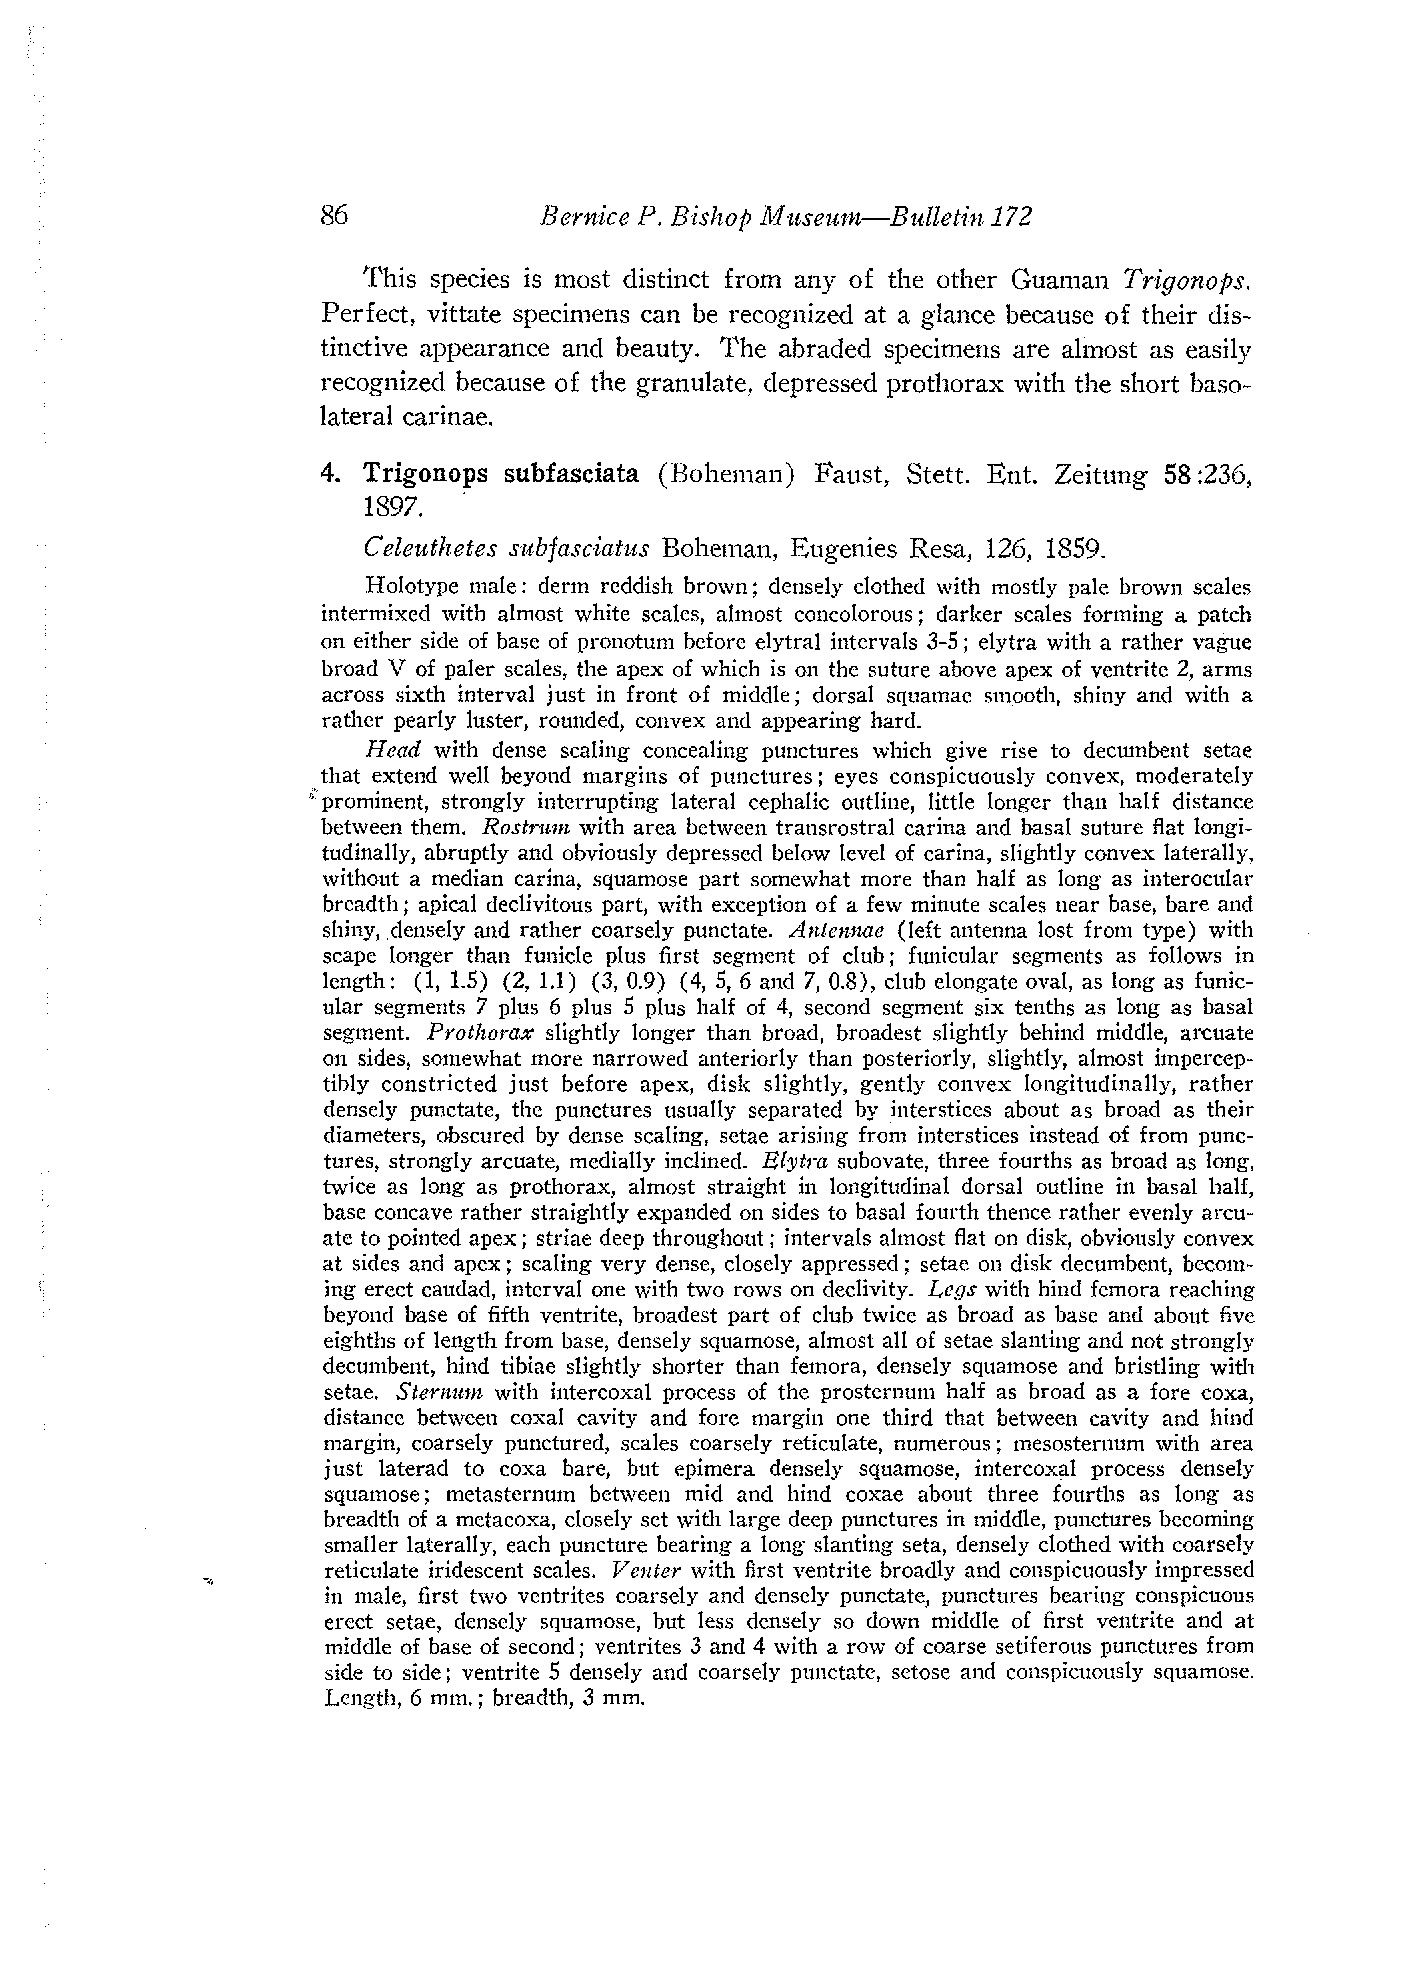 86 Bernice P. Bishop Museum—Bulletin 172
This species is most distinct from any of the other Guaman Trigonops.
Perfect, vittate specimens can be recognized at a glance because of their dis-
tinctive appearance and beauty. The abraded specimens are almost as easily
recognized because of the granulate, depressed prothorax with the short baso-
lateral carinae.
4. Trigonops subfasciata (Boheman) Faust, Stett. Ent. Zeitung 58:236,
1897.
Celeuthetes subfasciatus Boheman, Eugenies Resa, 126, 1859.
Holotype male: derm reddish brown; densely clothed with mostly pale brown scales
intermixed with almost white scales, almost concolorous; darker scales forming a patch
on either side of base of pronotum before elytral intervals 3-5; elytra with a rather vague
broad V of paler scales, the apex of which is on the suture above apex of ventrite 2, arms
across sixth interval just in front of middle; dorsal squamae smooth, shiny and with a
rather pearly luster, rounded, convex and appearing hard.
Head with dense scaling concealing punctures which give rise to decumbent setae
that extend well beyond margins of punctures; eyes conspicuously convex, moderately
prominent, strongly interrupting lateral cephalic outline, little longer than half distance
between them. Rostrum with area between transrostral carina and basal suture flat longi-
tudinally, abruptly and obviously depressed below level of carina, slightly convex laterally,
without a median carina, squamose part somewhat more than half as long as interocular
breadth; apical declivitous part, with exception of a few minute scales near base, bare and
shiny, densely and rather coarsely punctate. Antennae (left antenna lost from type) with
scape longer than funicle plus first segment of club; funicular segments as follows in
length: (1, 1.5) (2, 1.1) (3, 0.9) (4, 5, 6 and 7, 0.8), club elongate oval, as long as funic-
ular segments 7 plus 6 plus 5 plus half of 4, second segment six tenths as long as basal
segment. Prothorax slightly longer than broad, broadest slightly behind middle, arcuate
on sides, somewhat more narrowed anteriorly than posteriorly, slightly, almost impercep-
tibly constricted just before apex, disk slightly, gently convex longitudinally, rather
densely punctate, the punctures usually separated by interstices about as broad as their
diameters, obscured by dense scaling, setae arising from interstices instead of from punc-
tures, strongly arcuate, medially inclined. Elytra subovate, three fourths as broad as long,
twice as long as prothorax, almost straight in longitudinal dorsal outline in basal half,
base concave rather straightly expanded on sides to basal fourth thence rather evenly arcu-
ate to pointed apex; striae deep throughout; intervals almost flat on disk, obviously convex
at sides and apex; scaling very dense, closely appressed; setae on disk decumbent, becom-
ing erect caudad, interval one with two rows on declivity. Legs with hind femora reaching
beyond base of fifth ventrite, broadest part of club twice as broad as base and about five
eighths of length from base, densely squamose, almost all of setae slanting and not strongly
decumbent, hind tibiae slightly shorter than femora, densely squamose and bristling with
setae. Sternum with intercoxal process of the prosternum half as broad as a fore coxa,
distance between coxal cavity and fore margin one third that between cavity and hind
margin, coarsely punctured, scales coarsely reticulate, numerous; mesosternum with area
just laterad to coxa bare, but epimera densely squamose, intercoxal process densely
squamose; metasternum between mid and hind coxae about three fourths as long as
breadth of a metacoxa, closely set with large deep punctures in middle, punctures becoming
smaller laterally, each puncture bearing a long slanting seta, densely clothed with coarsely
reticulate iridescent scales. Venter with first ventrite broadly and conspicuously impressed
in male, first two ventrites coarsely and densely punctate, punctures bearing conspicuous
erect setae, densely squamose, but less densely so down middle of first ventrite and at
middle of base of second; ventrites 3 and 4 with a row of coarse setiferous punctures from
side to side; ventrite 5 densely and coarsely punctate, setose and conspicuously squamose.
Length, 6 mm.; breadth, 3 mm.